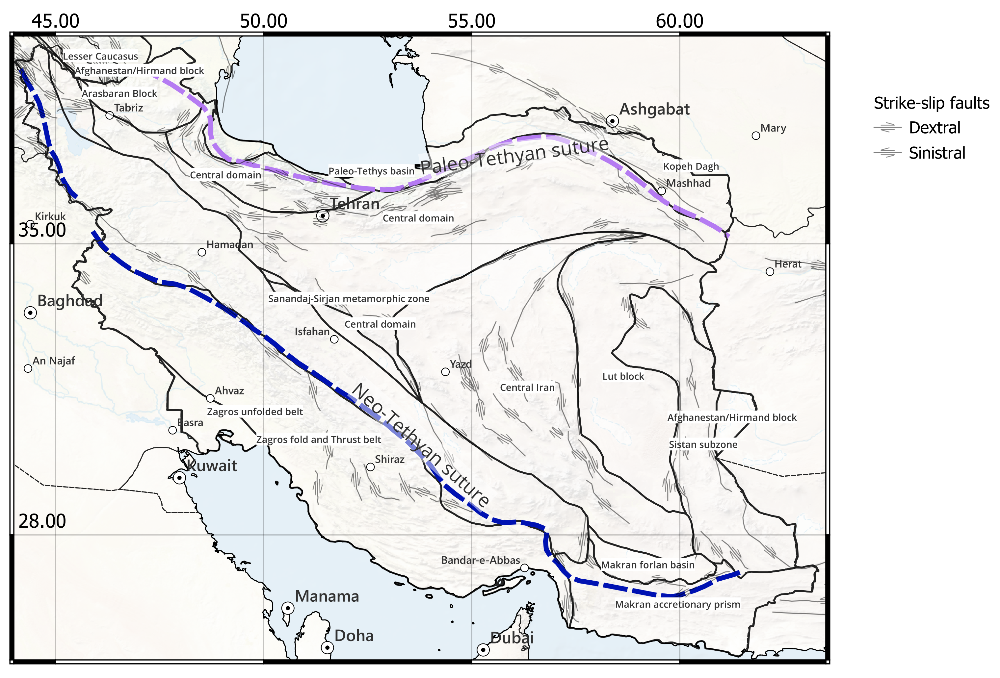 45.00
50.00
55.00
60.00
Lesser Caucasus
Afghanestan/Hirmand block
Arasbaran Block
Tabriz
Ashgabat
Mary
Strike-slip faults
Dextral
Sinistral
Paleo-Tethyan suture
Kopeh Dagh
Paleo-Tethys basin
Central domain
Mashhad
Tehran
Kirkuk
Central domain
35.00
Hamadan
Herat
Sanandaj-Sirjan metamorphic zone
Baghdad
Central domain
Isfahan
An Najaf
Yazd
Lut block
Central Iran
Ahvaz
Neo-Tethyan suture
Zagros unfolded belt
Afghanestan/Hirmand block
Basra
Zagros fold and Thrust belt
Sistan subzone
Shiraz
Kuwait
28.00
Bandar-e-Abbas
Makran forlan basin
Manama
Makran accretionary prism
Doha
Dubai